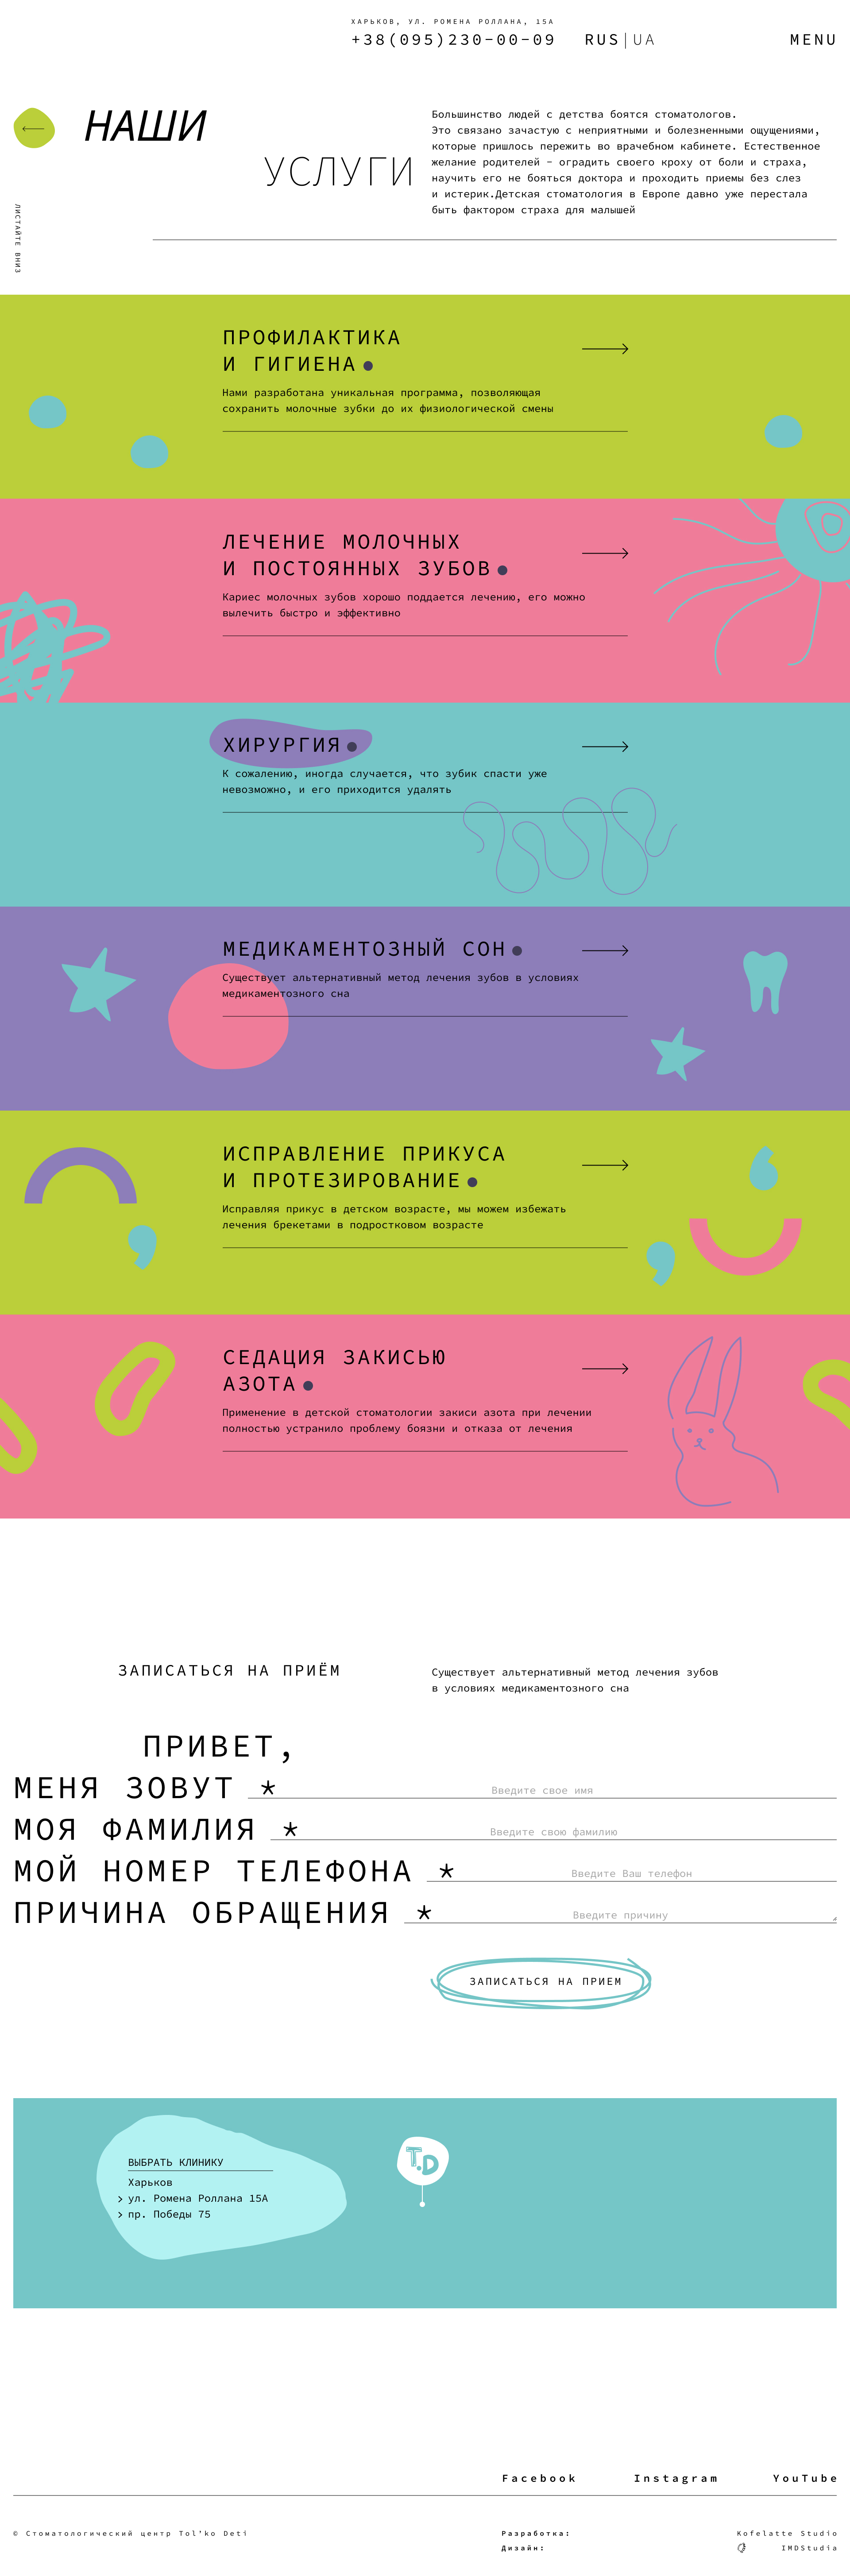 ХАРЬКОВ, УЛ. РОМЕНА РОЛЛАНА, 15А
+38(095)230-00-09
RUS|UA
MENU
НАШИ
УСЛУГИ
Большинство людей с детства боятся стоматологов.
Это связано зачастую с неприятными и болезненными ощущениями,
которые пришлось пережить во врачебном кабинете. Естественное
желание родителей - оградить своего кроху от боли и страха,
научить его не бояться доктора и проходить приемы без слез
и истерик.Детская стоматология в Европе давно уже перестала
быть фактором страха для малышей
ЛИСТАЙТЕ ВНИЗ
ПРОФИЛАКТИКА
И ГИГИЕНА
Нами разработана уникальная программа, позволяющая
сохранить молочные зубки до их физиологической смены
ЛЕЧЕНИЕ МОЛОЧНЫХ
И ПОСТОЯННЫХ ЗУБОВ
Кариес молочных зубов хорошо поддается лечению, его можно
вылечить быстро и эффективно
ХИРУРГИЯ
К сожалению, иногда случается, что зубик спасти уже
невозможно, и его приходится удалять
МЕДИКАМЕНТОЗНЫЙ СОН
Существует альтернативный метод лечения зубов в условиях
медикаментозного сна
ИСПРАВЛЕНИЕ ПРИКУСА
И ПРОТЕЗИРОВАНИЕ
Исправляя прикус в детском возрасте, мы можем избежать
лечения брекетами в подростковом возрасте
СЕДАЦИЯ ЗАКИСЬЮ
АЗОТА
Применение в детской стоматологии закиси азота при лечении
полностью устранило проблему боязни и отказа от лечения
ЗАПИСАТЬСЯ НА ПРИЁМ
Существует альтернативный метод лечения зубов
в условиях медикаментозного сна
ПРИВЕТ,
МЕНЯ ЗОВУТ * Введите свое имя
МОЯ ФАМИЛИЯ * Введите свою фамилию
МОЙ НОМЕР ТЕЛЕФОНА * Введите Ваш телефон
ПРИЧИНА ОБРАЩЕНИЯ * Введите причину
ЗАПИСАТЬСЯ НА ПРИЕМ
ВЫБРАТЬ КЛИНИКУ
Харьков
> ул. Ромена Роллана 15А
> пр. Победы 75
T.D
Facebook
Instagram
YouTube
© Стоматологический центр Tol'ko Deti
Разработка:
Kofelatte Studio
Дизайн:
IMDStudia